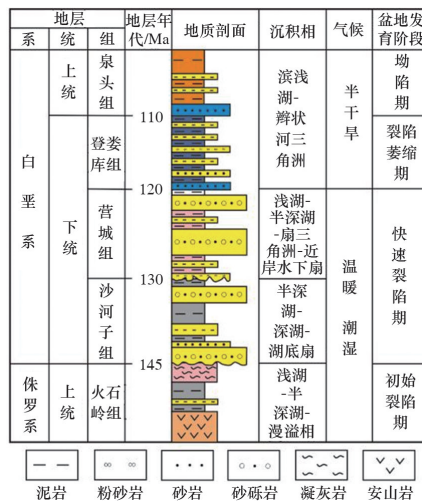 地层
地层年代/Ma
地质剖面
沉积相
气候
盆地发育阶段
系
统
组
白垩系
上统
泉头组
滨浅湖-辫状河三角洲
半干旱
坳陷期
110
下统
登娄库组
裂陷萎缩期
120
营城组
浅湖-半深湖-扇三角洲-近岸水下扇
温暖潮湿
快速裂陷期
130
沙河子组
半深湖-深湖-湖底扇
145
侏罗系
上统
火石岭组
浅湖-半深湖-漫溢相
初始裂陷期
泥岩
粉砂岩
砂岩
砂砾岩
凝灰岩
安山岩